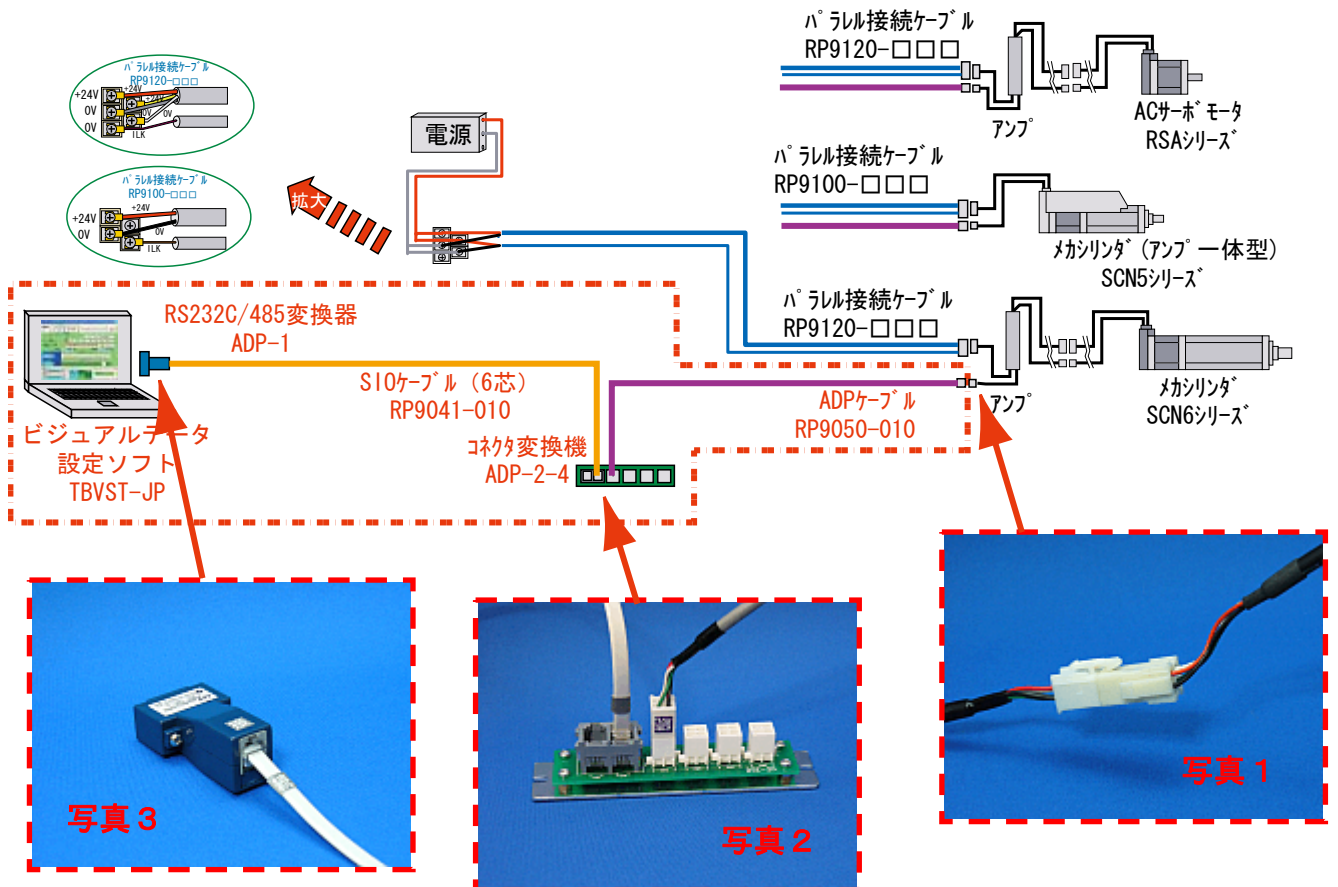 パラレル接続ケーブル
RP9120-□□□
+24V
+24V
+24V
0V
0V
0V
0V
ILK
パラレル接続ケーブル
RP9100-□□□
+24V
+24V
0V
0V
ILK
拡大
電源
パラレル接続ケーブル
RP9120-□□□
アンプ
ACサーボモータ
RSAシリーズ
パラレル接続ケーブル
RP9100-□□□
メカシリンダ(アンプ一体型)
SCN5シリーズ
パラレル接続ケーブル
RP9120-□□□
アンプ
メカシリンダ
SCN6シリーズ
RS232C/485変換器
ADP-1
SIOケーブル(6芯)
RP9041-010
ADPケーブル
RP9050-010
コネクタ変換機
ADP-2-4
ビジュアルデータ
設定ソフト
TBVST-JP
写真3
写真2
写真1